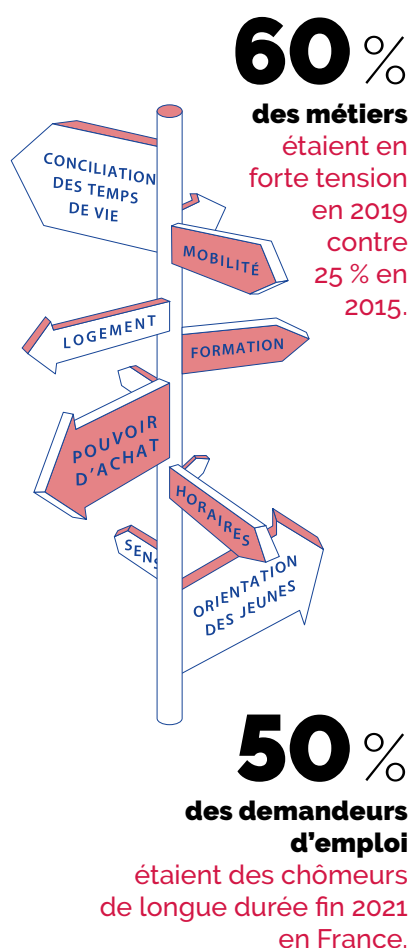 60 %
des métiers
étaient en
forte tension
en 2019
contre
25 % en
2015.
CONCILIATION
DES TEMPS
DE VIE
MOBILITÉ
LOGEMENT
FORMATION
POUVOIR
D'ACHAT
HORAIRES
SENS
ORIENTATION
DES JEUNES
50 %
des demandeurs
d'emploi
étaient des chômeurs
de longue durée fin 2021
en France.